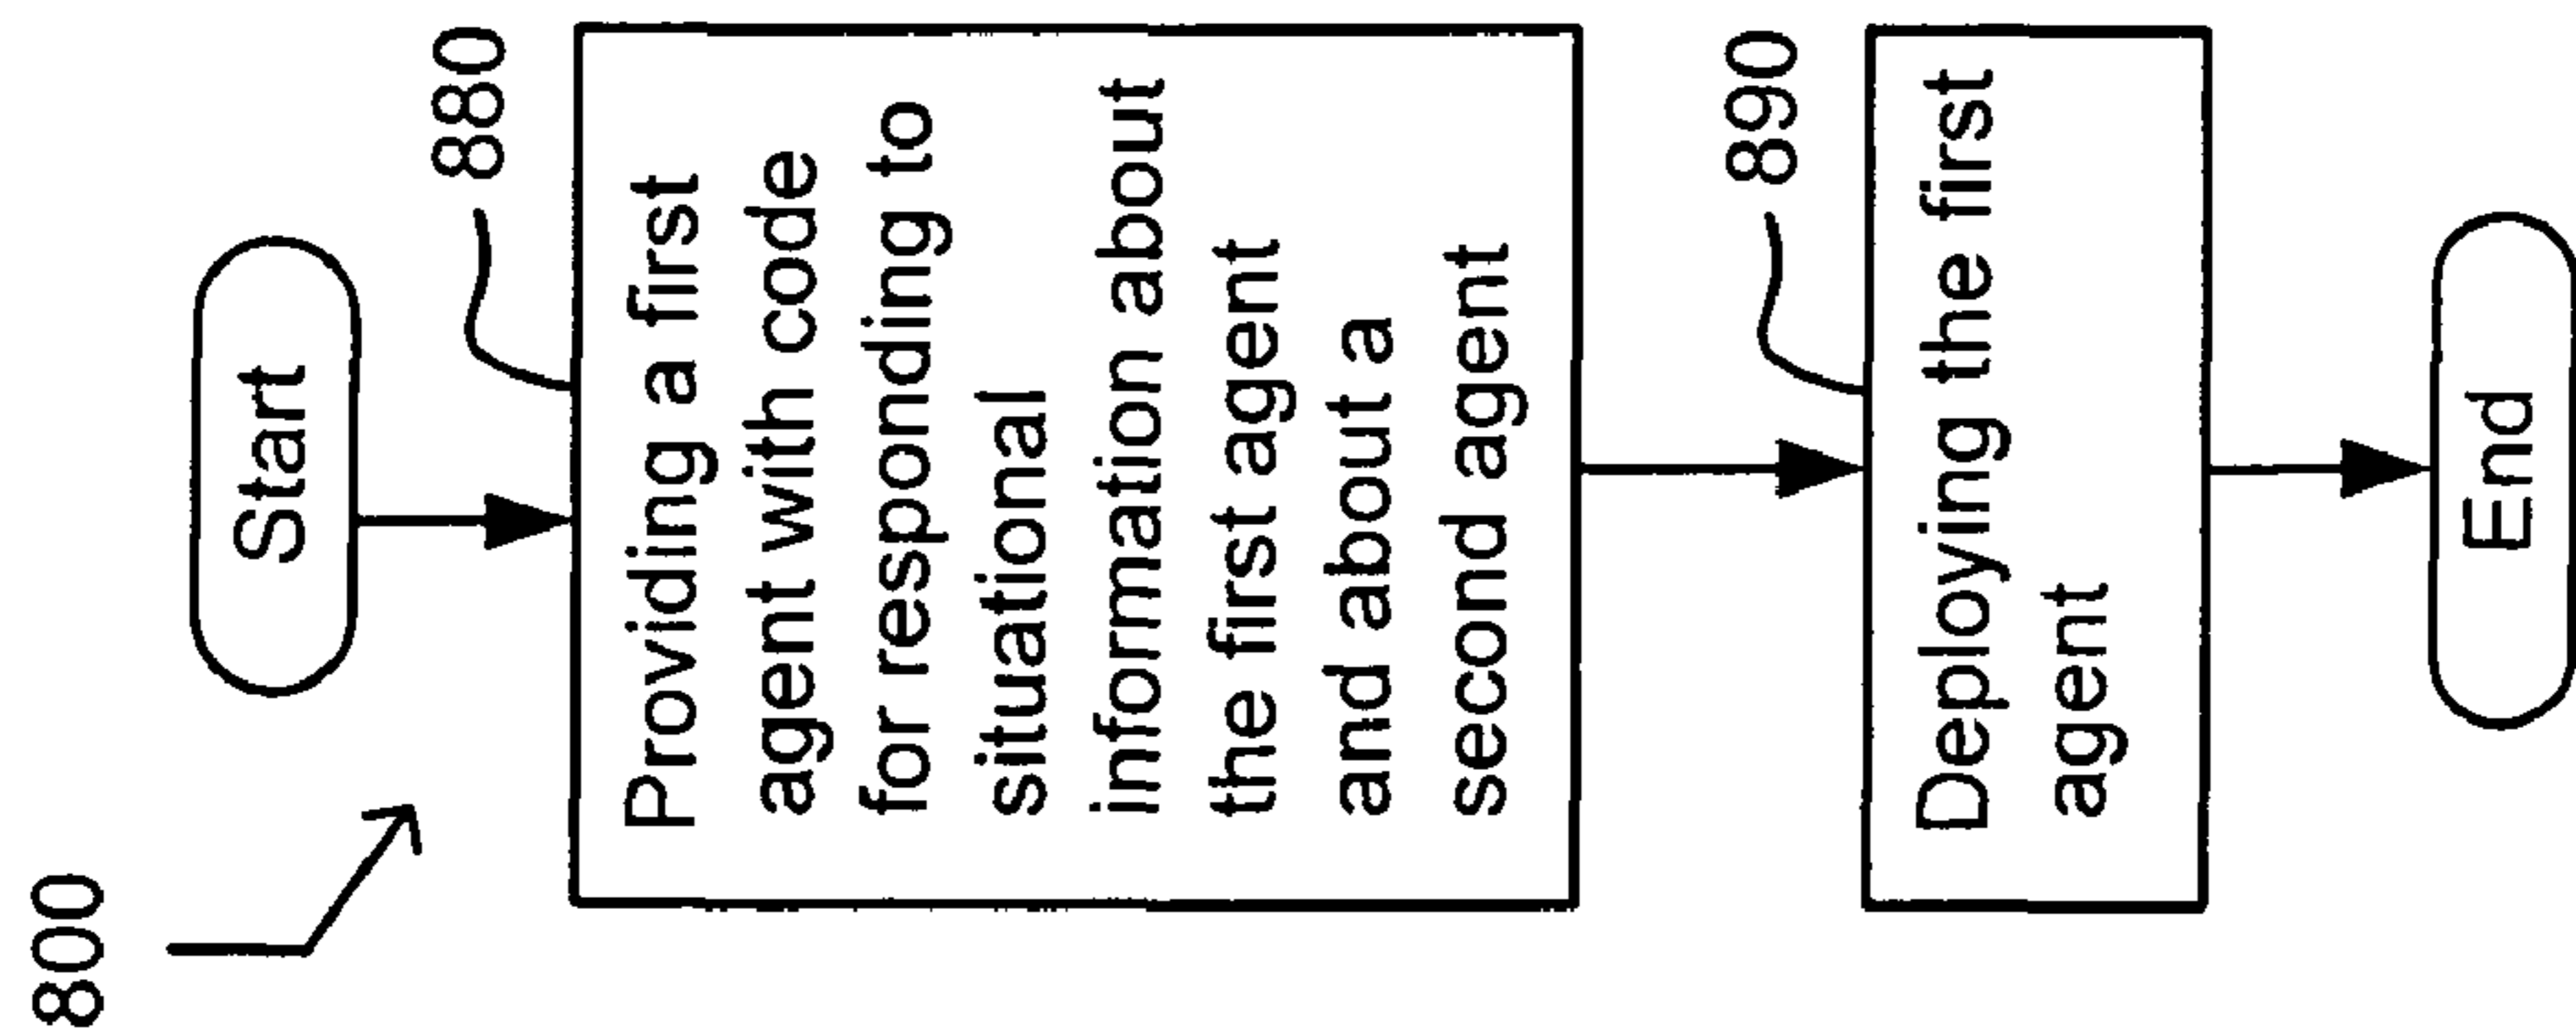 800
Start
880
Providing a first
agent with code
for responding to
situational
information about
the first agent
and about a
second agent
890
Deploying the first
agent
End